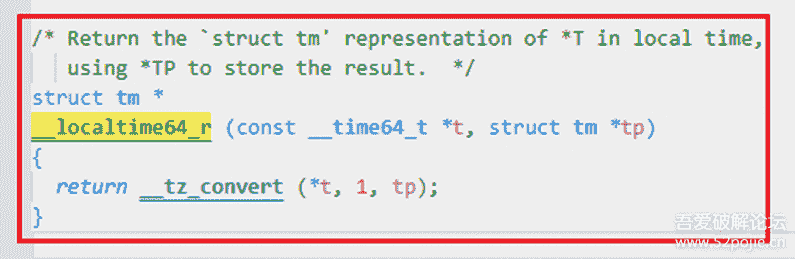 /* Return the `struct tm' representation of *T in local time,
using *TP to store the result.  */
struct tm *
__localtime64_r (const __time64_t *t, struct tm *tp)
{
return __tz_convert (*t, 1, tp);
}
吾爱破解论坛
www.52pojie.cn